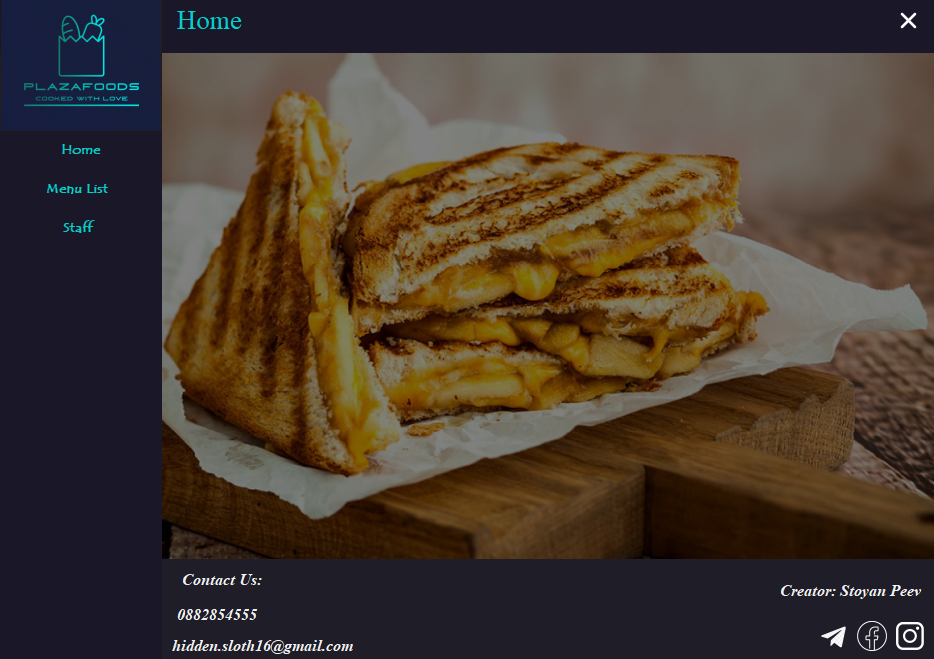 PLAZAFOODS
COOKED WITH LOVE
Home
Menu List
Staff
Home
Contact Us:
0882854555
hidden.sloth16@gmail.com
Creator: Stoyan Peev